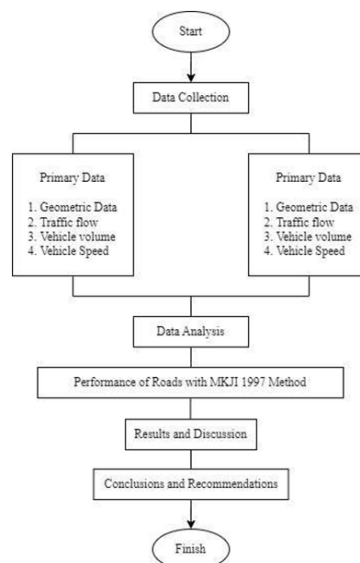 Start
Data Collection
Primary Data
1. Geometric Data
2. Traffic flow
3. Vehicle volume
4. Vehicle Speed
Primary Data
1. Geometric Data
2. Traffic flow
3. Vehicle volume
4. Vehicle Speed
Data Analysis
Performance of Roads with MKJI 1997 Method
Results and Discussion
Conclusions and Recommendations
Finish